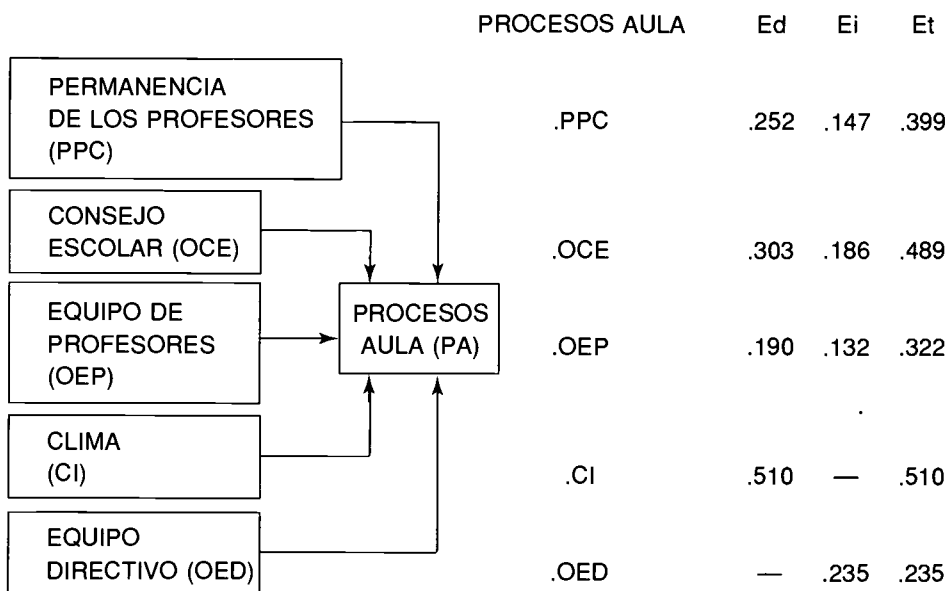 PROCESOS AULA Ed Ei Et
PERMANENCIA
DE LOS PROFESORES
(PPC)
.PPC .252 .147 .399
CONSEJO
ESCOLAR (OCE)
.OCE .303 .186 .489
EQUIPO DE
PROFESORES
(OEP)
PROCESOS
AULA (PA)
.OEP .190 .132 .322
CLIMA
(CI)
.CI .510 — .510
EQUIPO
DIRECTIVO (OED)
.OED — .235 .235